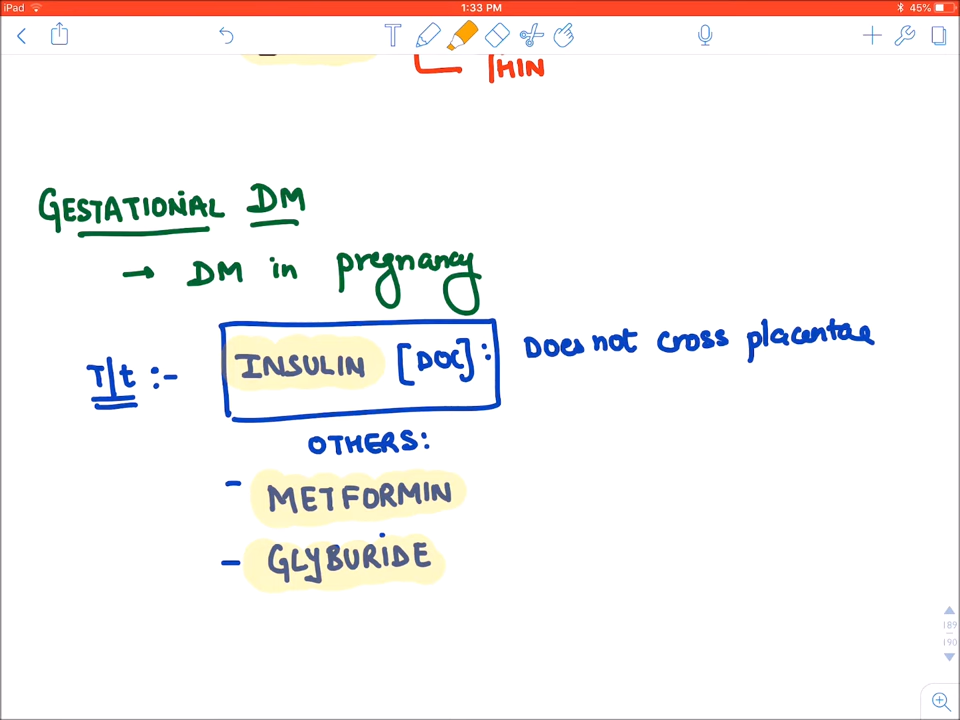 iPad 1:33 PM 45%
T
MIN
GESTATIONAL DM
→ DM in pregnancy
T|t :- INSULIN [DOC] : Does not cross placentae
OTHERS:
- METFORMIN
- GLYBURIDE
189
190